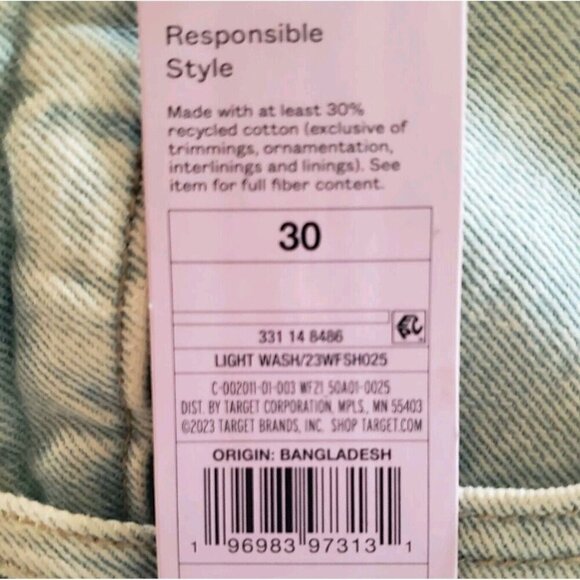 Responsible
Style
Made with at least 30%
recycled cotton (exclusive of
trimmings, ornamentation,
interlinings and linings). See
item for full fiber content.
30
331 14 8486
LIGHT WASH/23WFSH025
C-002011-01-003 WF21 50A01-0025
DIST. BY TARGET CORPORATION, MPLS., MN 55403
©2023 TARGET BRANDS, INC. SHOP TARGET.COM
ORIGIN: BANGLADESH
1 96983 97313 1